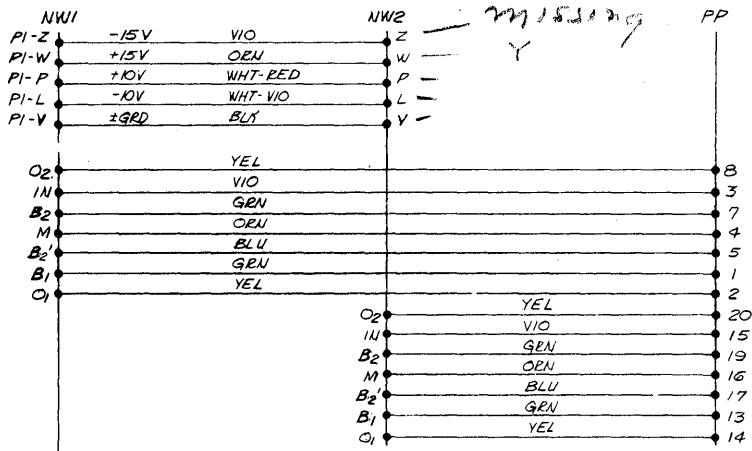 NW1 NW2 missing PP
P1-Z -15V VIO Z
P1-W +15V ORN W Y
P1-P +10V WHT-RED P
P1-L -10V WHT-VIO L
P1-V ±GRD BLK V
O2 YEL 8
IN VIO 3
B2 GRN 7
M ORN 4
B2' BLU 5
B1 GRN 1
O1 YEL 2
O2 YEL 20
IN VIO 15
B2 GRN 19
M ORN 16
B2' BLU 17
B1 GRN 13
O1 YEL 14